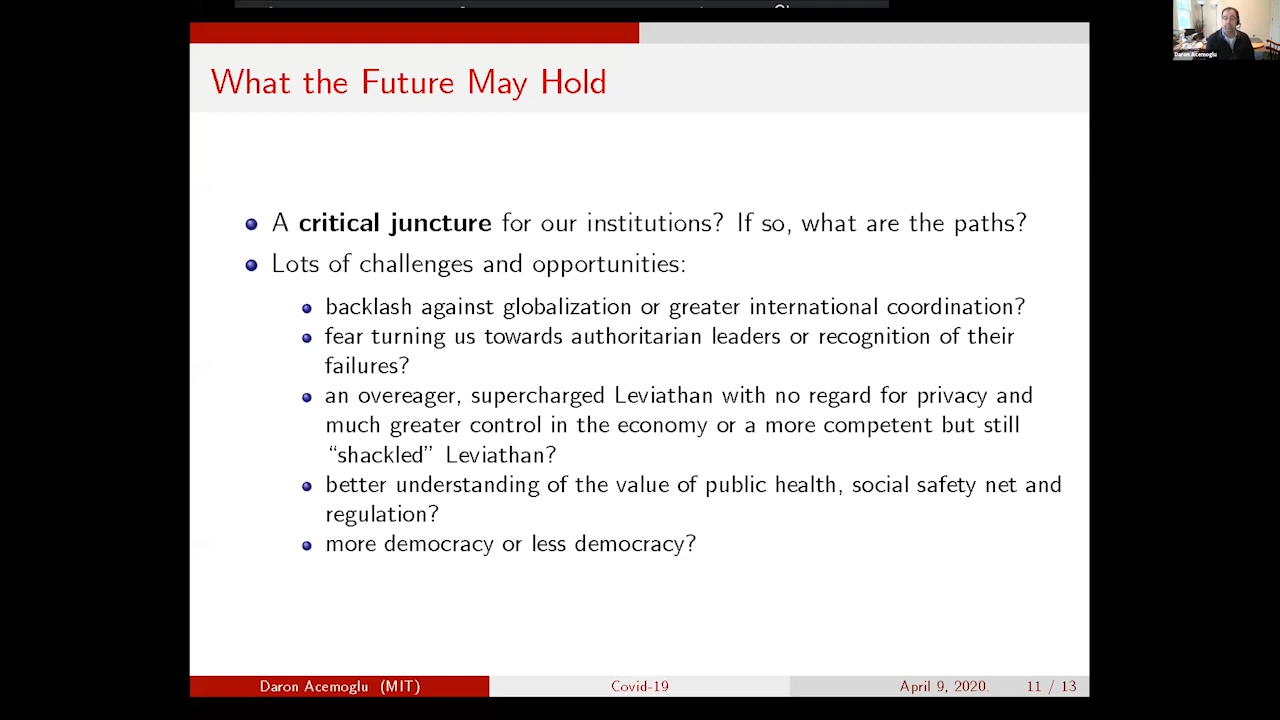 Daron Acemoglu
What the Future May Hold
A critical juncture for our institutions? If so, what are the paths?
Lots of challenges and opportunities:
backlash against globalization or greater international coordination?
fear turning us towards authoritarian leaders or recognition of their
failures?
an overeager, supercharged Leviathan with no regard for privacy and
much greater control in the economy or a more competent but still
“shackled” Leviathan?
better understanding of the value of public health, social safety net and
regulation?
more democracy or less democracy?
Daron Acemoglu (MIT) Covid-19 April 9, 2020. 11 / 13